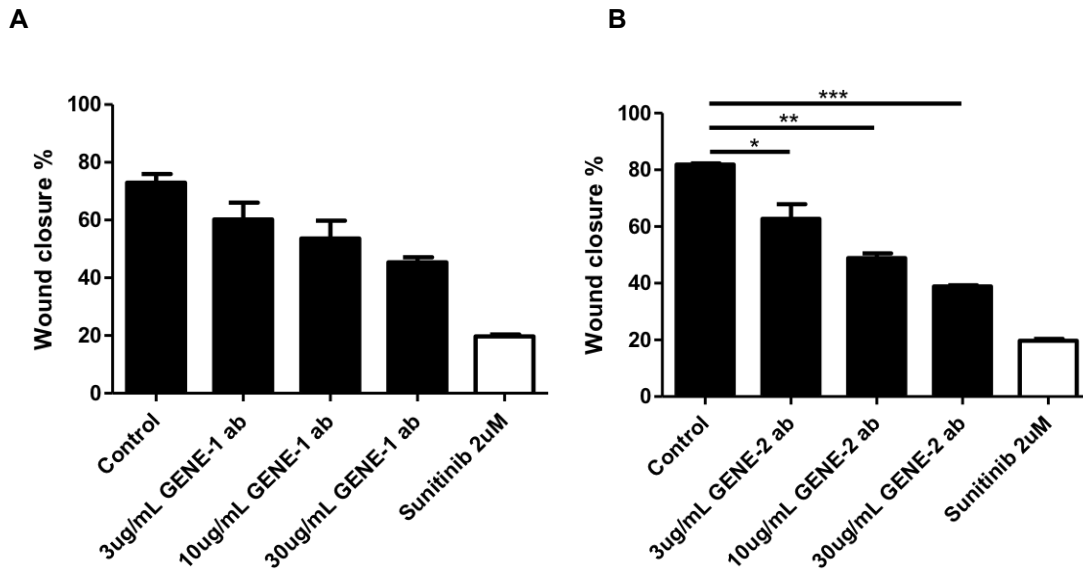 A
Wound closure %
100
80
60
40
20
0
Control
3ug/mL GENE-1 ab
10ug/mL GENE-1 ab
30ug/mL GENE-1 ab
Sunitinib 2uM
B
Wound closure %
100
80
60
40
20
0
***
**
*
Control
3ug/mL GENE-2 ab
10ug/mL GENE-2 ab
30ug/mL GENE-2 ab
Sunitinib 2uM